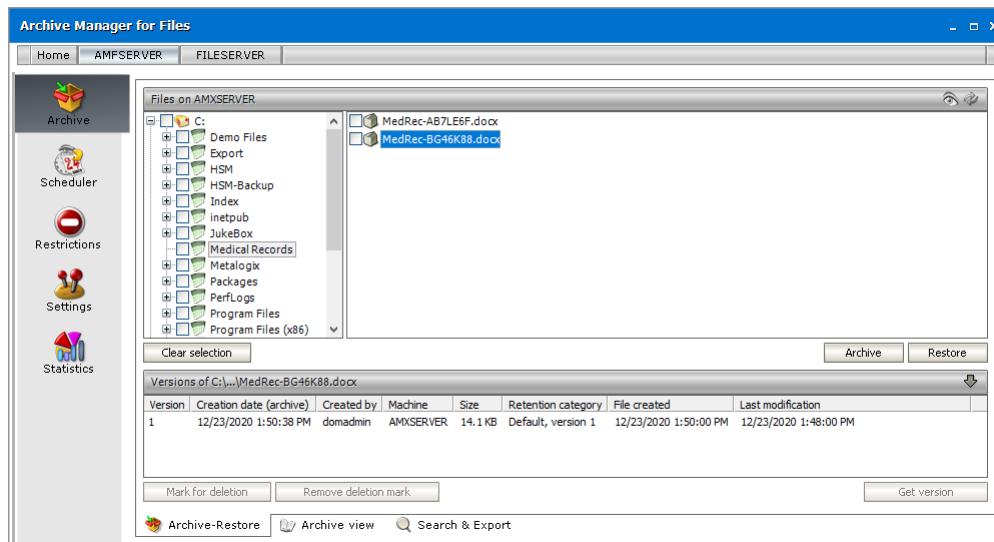 Archive Manager for Files
Home AMFSERVER FILESERVER
Archive
Scheduler
Restrictions
Settings
Statistics
Files on AMXSERVER
C:
Demo Files
Export
HSM
HSM-Backup
Index
inetpub
JukeBox
Medical Records
Metalogix
Packages
PerfLogs
Program Files
Program Files (x86)
MedRec-AB7LE6F.docx
MedRec-BG46K88.docx
Clear selection Archive Restore
Versions of C:\...\MedRec-BG46K88.docx
Version Creation date (archive) Created by Machine Size Retention category File created Last modification
1 12/23/2020 1:50:38 PM domadmin AMXSERVER 14.1 KB Default, version 1 12/23/2020 1:50:00 PM 12/23/2020 1:48:00 PM
Mark for deletion Remove deletion mark Get version
Archive-Restore Archive view Search & Export